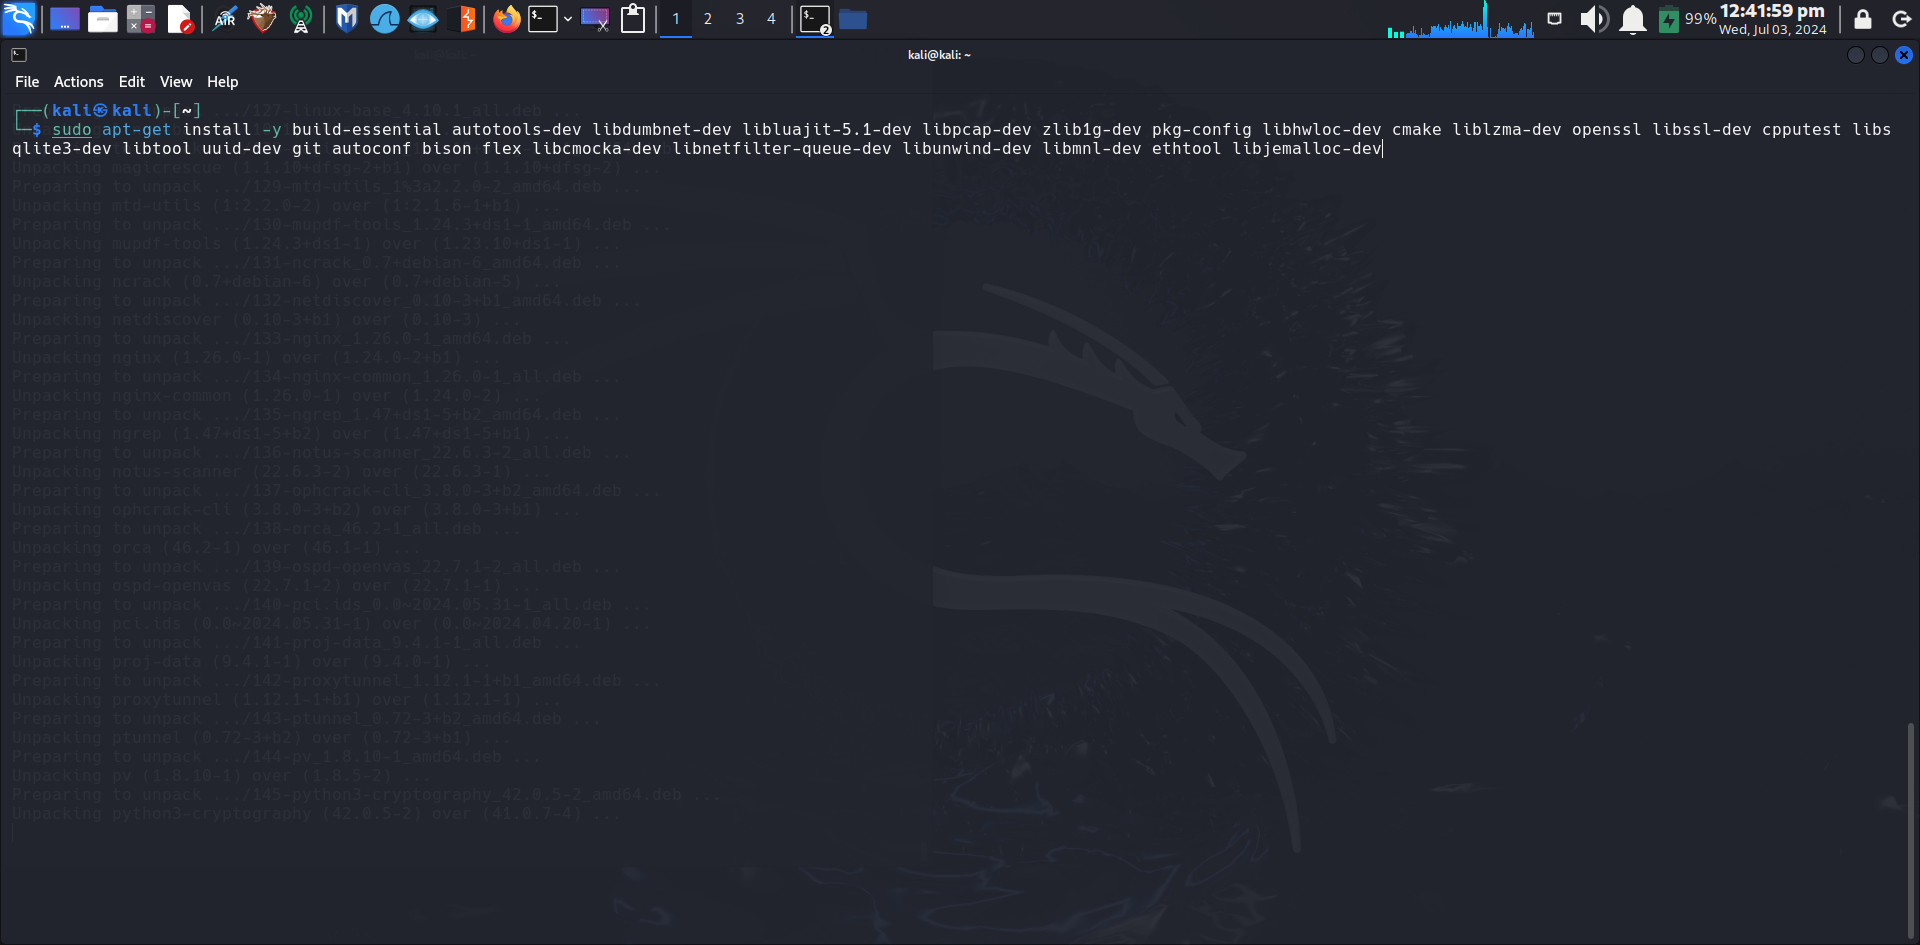 1 2 3 4
2
99%
12:41:59 pm
Wed, Jul 03, 2024
kali@kali: ~
File Actions Edit View Help
┌──(kali㉿kali)-[~]
└─$ sudo apt-get install -y build-essential autotools-dev libdumbnet-dev libluajit-5.1-dev libpcap-dev zlib1g-dev pkg-config libhwloc-dev cmake liblzma-dev openssl libssl-dev cpputest libs
qlite3-dev libtool uuid-dev git autoconf bison flex libcmocka-dev libnetfilter-queue-dev libunwind-dev libmnl-dev ethtool libjemalloc-dev
.../127-linux-base_4.10.1_all.deb
Unpacking magicrescue (1.1.10+dfsg-2+b1) over (1.1.10+dfsg-2) ...
Preparing to unpack .../129-mtd-utils_1%3a2.2.0-2_amd64.deb ...
Unpacking mtd-utils (1:2.2.0-2) over (1:2.1.6-1+b1) ...
Preparing to unpack .../130-mupdf-tools_1.24.3+ds1-1_amd64.deb ...
Unpacking mupdf-tools (1.24.3+ds1-1) over (1.23.10+ds1-1) ...
Preparing to unpack .../131-ncrack_0.7+debian-6_amd64.deb ...
Unpacking ncrack (0.7+debian-6) over (0.7+debian-5) ...
Preparing to unpack .../132-netdiscover_0.10-3+b1_amd64.deb ...
Unpacking netdiscover (0.10-3+b1) over (0.10-3) ...
Preparing to unpack .../133-nginx_1.26.0-1_amd64.deb ...
Unpacking nginx (1.26.0-1) over (1.24.0-2+b1) ...
Preparing to unpack .../134-nginx-common_1.26.0-1_all.deb ...
Unpacking nginx-common (1.26.0-1) over (1.24.0-2) ...
Preparing to unpack .../135-ngrep_1.47+ds1-5+b2_amd64.deb ...
Unpacking ngrep (1.47+ds1-5+b2) over (1.47+ds1-5+b1) ...
Preparing to unpack .../136-notus-scanner_22.6.3-2_all.deb ...
Unpacking notus-scanner (22.6.3-2) over (22.6.3-1) ...
Preparing to unpack .../137-ophcrack-cli_3.8.0-3+b2_amd64.deb ...
Unpacking ophcrack-cli (3.8.0-3+b2) over (3.8.0-3+b1) ...
Preparing to unpack .../138-orca_46.2-1_all.deb ...
Unpacking orca (46.2-1) over (46.1-1) ...
Preparing to unpack .../139-ospd-openvas_22.7.1-2_all.deb ...
Unpacking ospd-openvas (22.7.1-2) over (22.7.1-1) ...
Preparing to unpack .../140-pci.ids_0.0~2024.05.31-1_all.deb ...
Unpacking pci.ids (0.0~2024.05.31-1) over (0.0~2024.04.20-1) ...
Preparing to unpack .../141-proj-data_9.4.1-1_all.deb ...
Unpacking proj-data (9.4.1-1) over (9.4.0-1) ...
Preparing to unpack .../142-proxytunnel_1.12.1-1+b1_amd64.deb ...
Unpacking proxytunnel (1.12.1-1+b1) over (1.12.1-1) ...
Preparing to unpack .../143-ptunnel_0.72-3+b2_amd64.deb ...
Unpacking ptunnel (0.72-3+b2) over (0.72-3+b1) ...
Preparing to unpack .../144-pv_1.8.10-1_amd64.deb ...
Unpacking pv (1.8.10-1) over (1.8.5-2) ...
Preparing to unpack .../145-python3-cryptography_42.0.5-2_amd64.deb ...
Unpacking python3-cryptography (42.0.5-2) over (41.0.7-4) ...